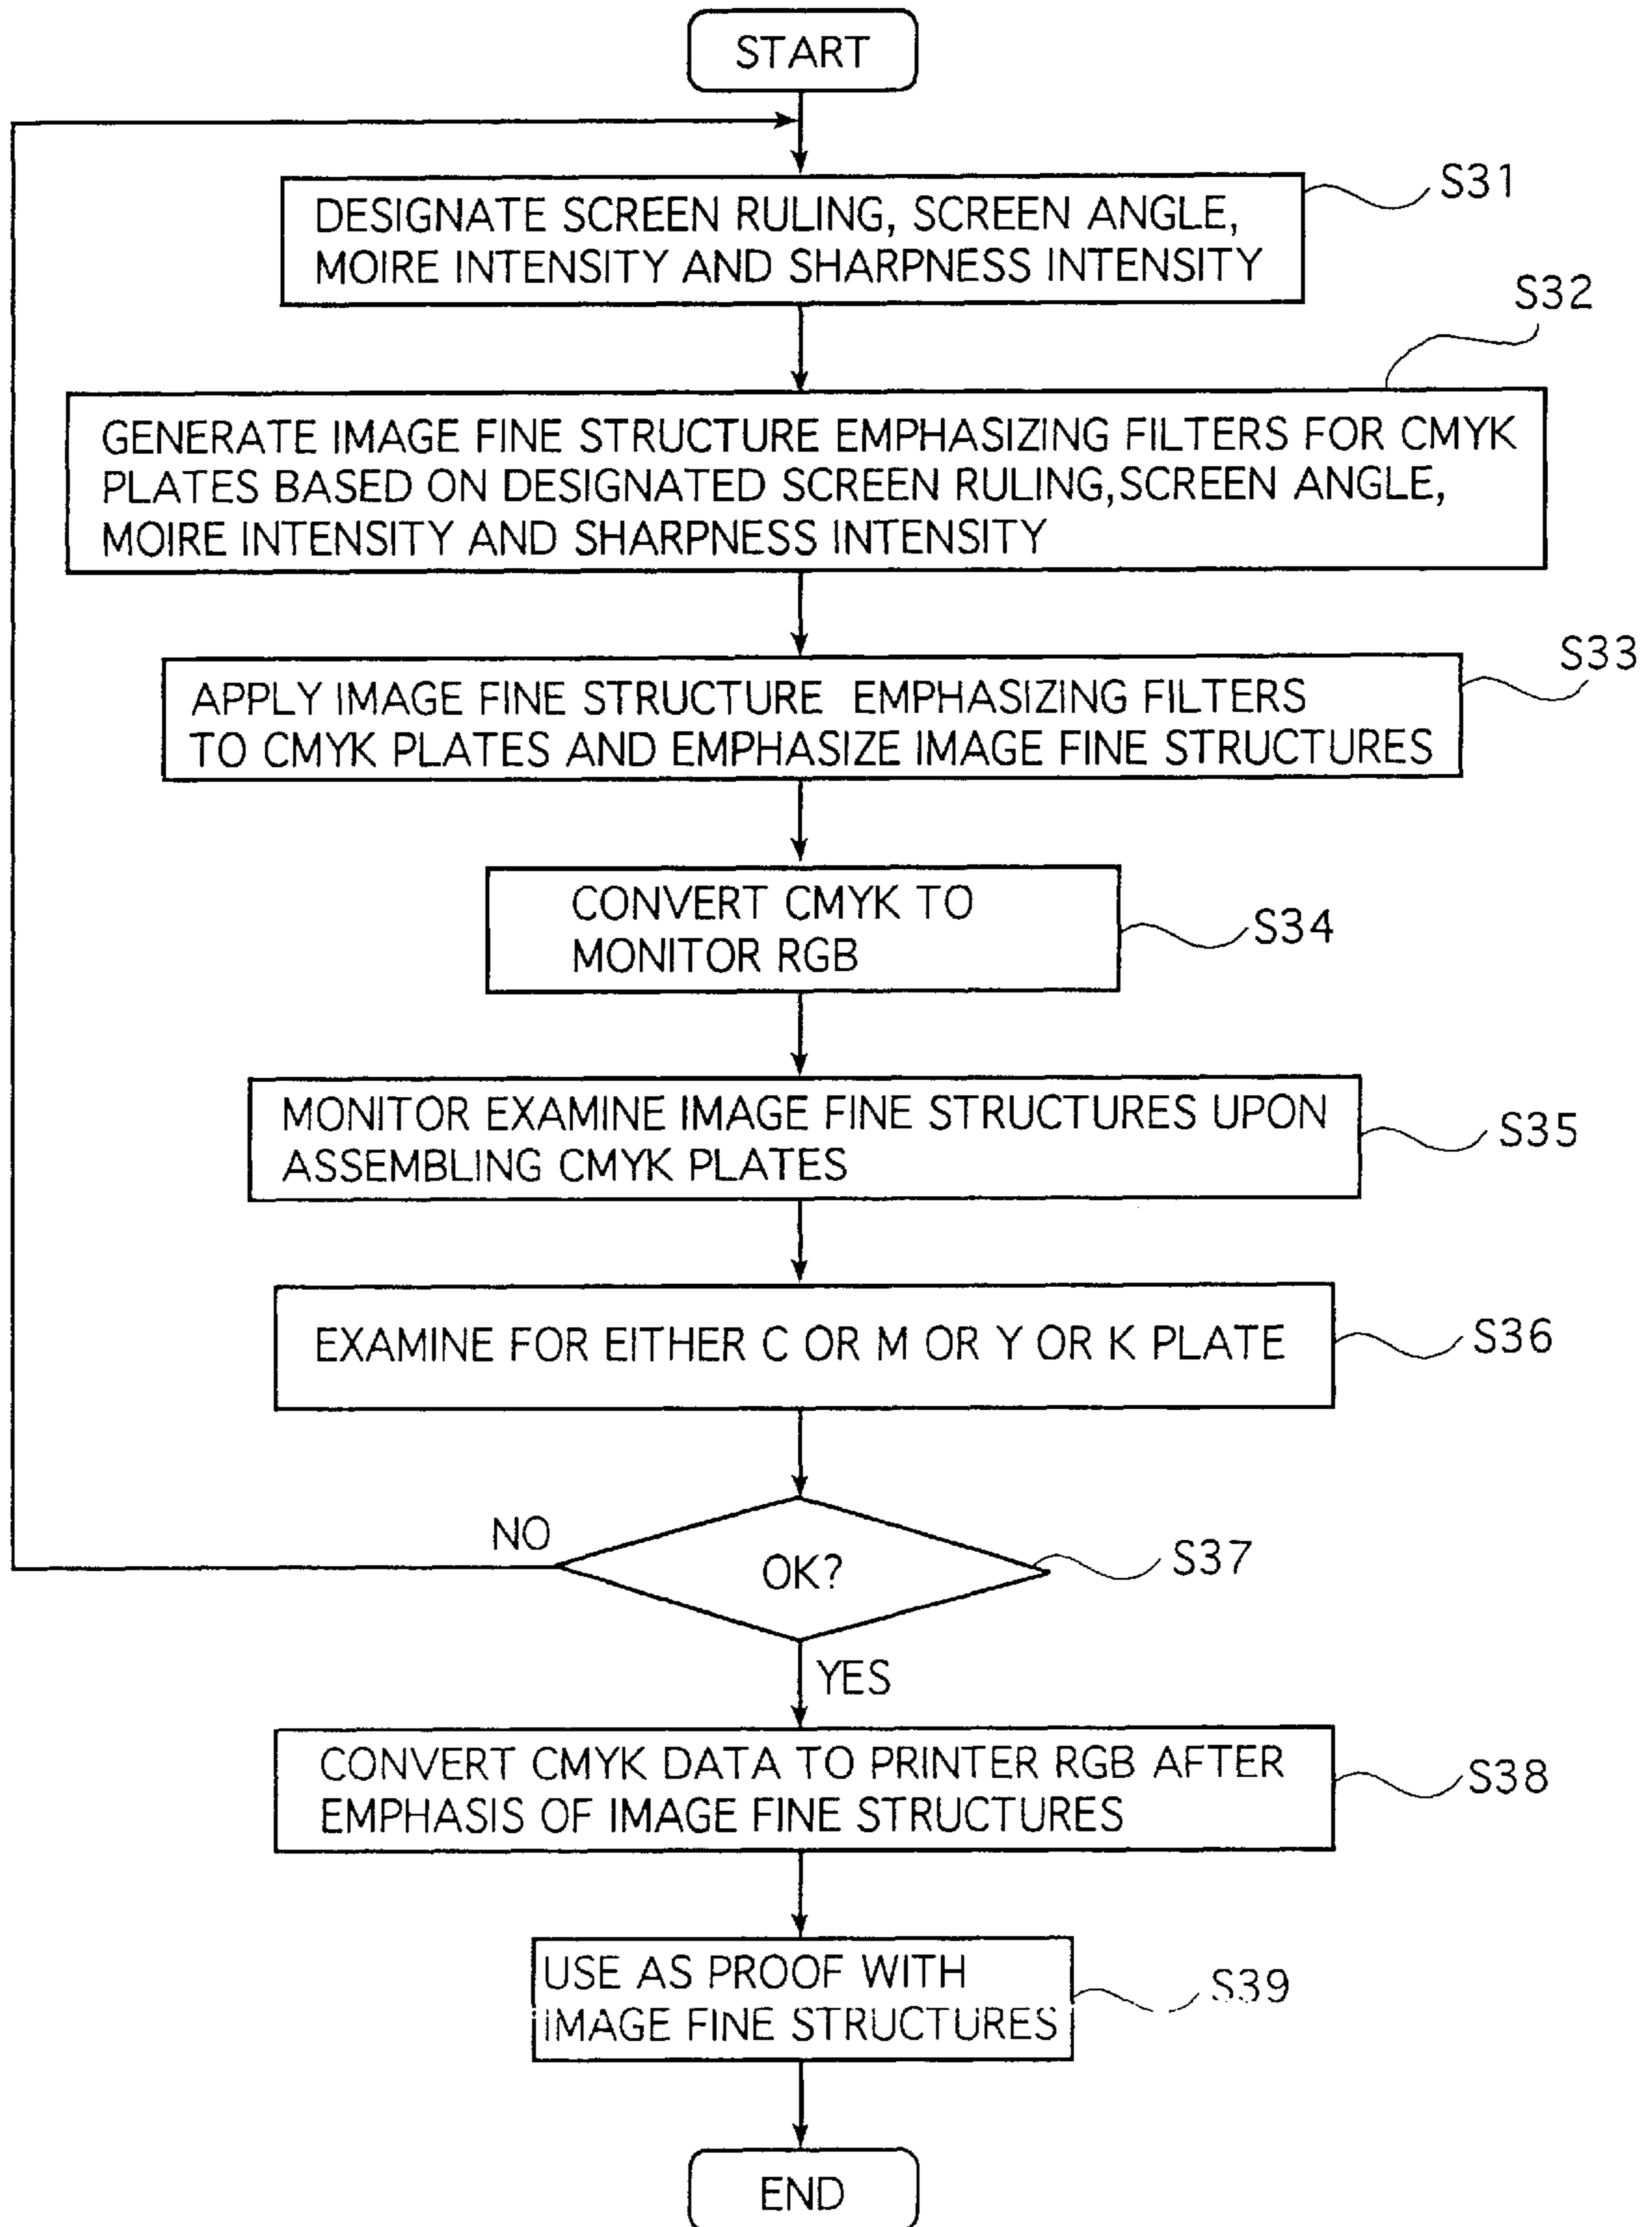 START
DESIGNATE SCREEN RULING, SCREEN ANGLE,
MOIRE INTENSITY AND SHARPNESS INTENSITY
S31
S32
GENERATE IMAGE FINE STRUCTURE EMPHASIZING FILTERS FOR CMYK
PLATES BASED ON DESIGNATED SCREEN RULING, SCREEN ANGLE,
MOIRE INTENSITY AND SHARPNESS INTENSITY
S33
APPLY IMAGE FINE STRUCTURE EMPHASIZING FILTERS
TO CMYK PLATES AND EMPHASIZE IMAGE FINE STRUCTURES
CONVERT CMYK TO
MONITOR RGB
S34
MONITOR EXAMINE IMAGE FINE STRUCTURES UPON
ASSEMBLING CMYK PLATES
S35
EXAMINE FOR EITHER C OR M OR Y OR K PLATE
S36
NO
OK?
S37
YES
CONVERT CMYK DATA TO PRINTER RGB AFTER
EMPHASIS OF IMAGE FINE STRUCTURES
S38
USE AS PROOF WITH
IMAGE FINE STRUCTURES
S39
END